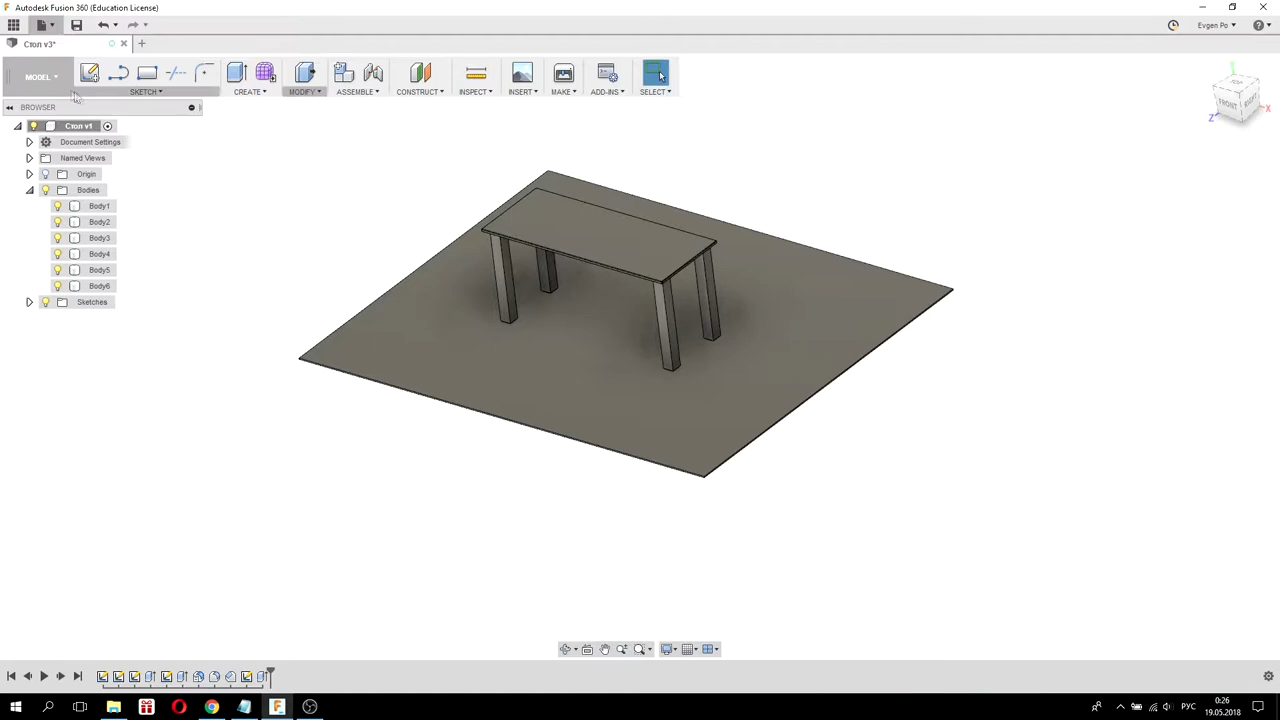 Autodesk Fusion 360 (Education License)
Evgen Po
Стол v3*
MODEL
SKETCH
CREATE
MODIFY
ASSEMBLE
CONSTRUCT
INSPECT
INSERT
MAKE
ADD-INS
SELECT
BROWSER
Стол v1
Document Settings
Named Views
Origin
Bodies
Body1
Body2
Body3
Body4
Body5
Body6
Sketches
TOP
FRONT
RIGHT
Z
X
РУС
0:26
19.05.2018